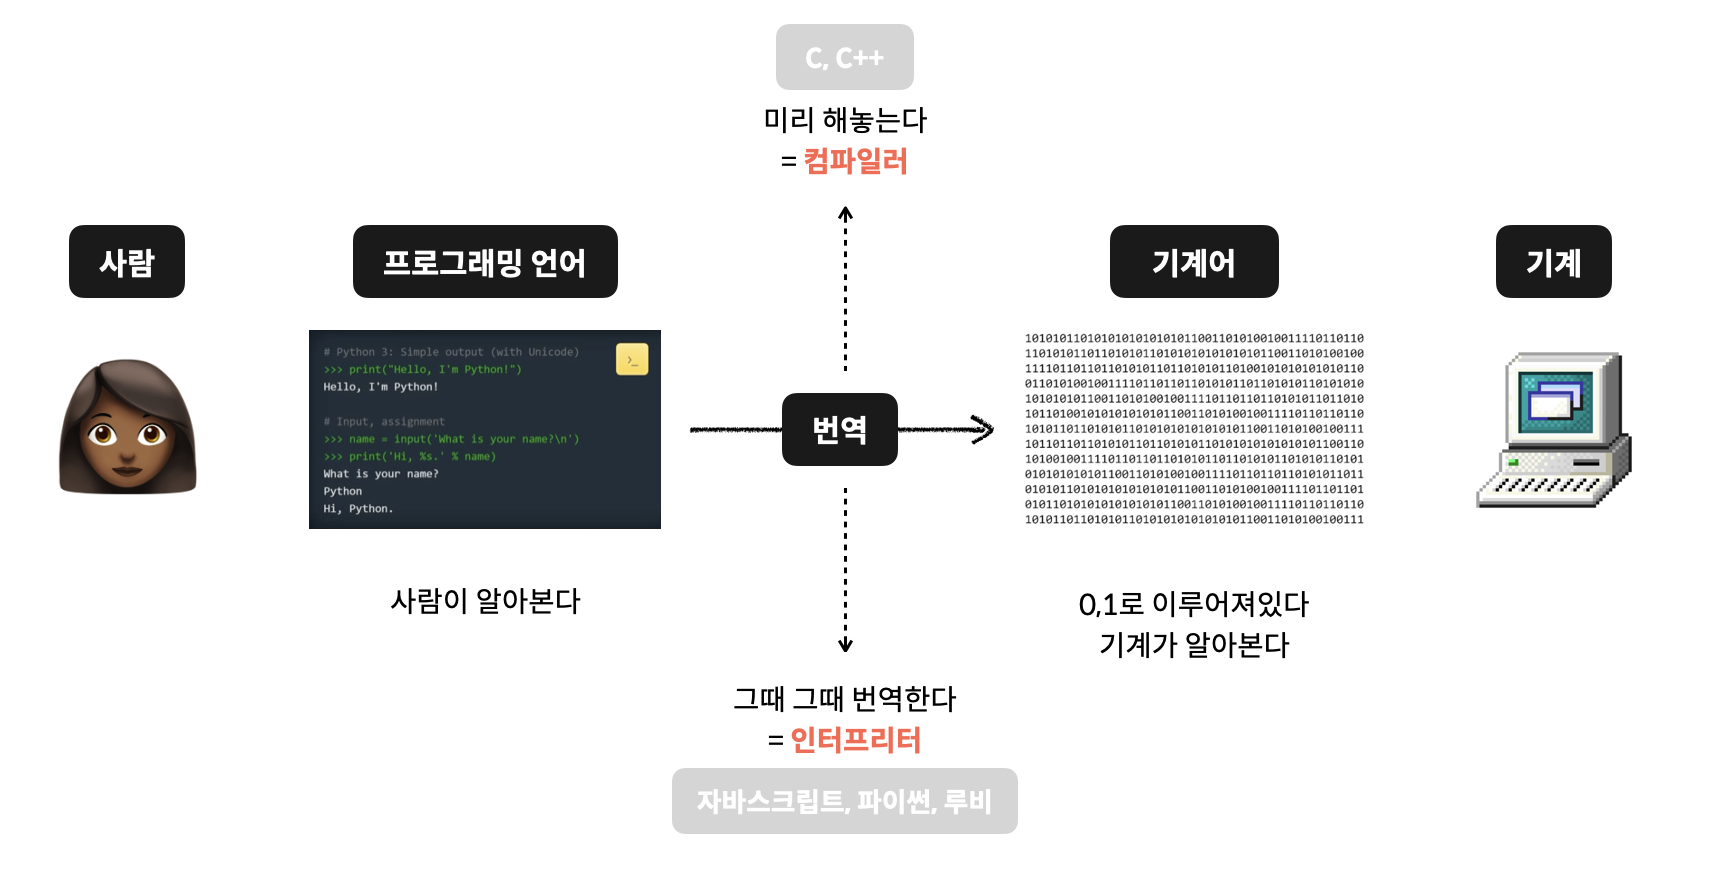 C, C++
미리 해놓는다
= 컴파일러
사람
프로그래밍 언어
기계어
기계
# Python 3: Simple output (with Unicode)
>>> print("Hello, I'm Python!")
Hello, I'm Python!
# Input, assignment
>>> name = input('What is your name?\n')
>>> print('Hi, %s.' % name)
What is your name?
Python
Hi, Python.
>_
번역
사람이 알아본다
0,1로 이루어져있다
기계가 알아본다
그때 그때 번역한다
= 인터프리터
자바스크립트, 파이썬, 루비